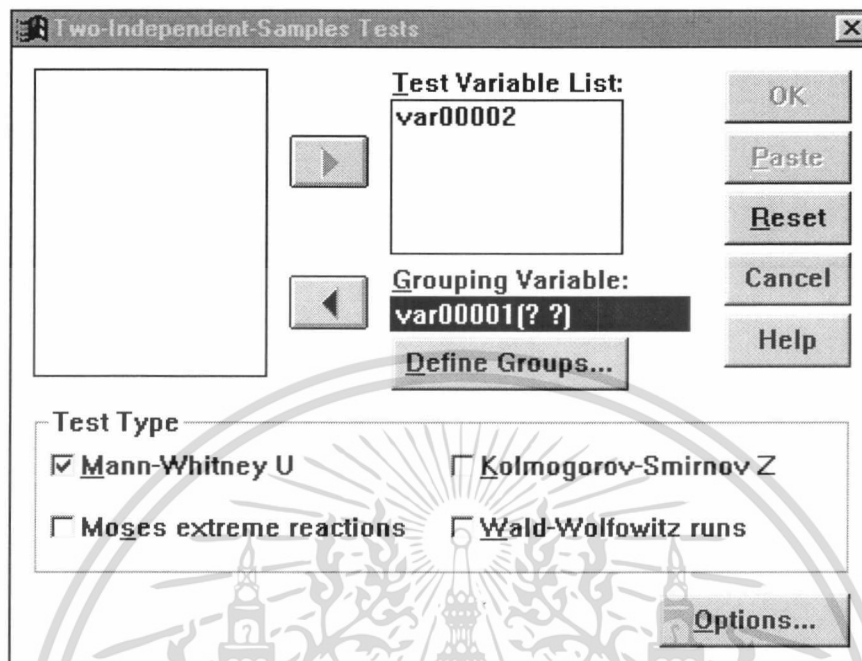 Two-Independent-Samples Tests
Test Variable List:
var00002
OK
Paste
Reset
Cancel
Help
Grouping Variable:
var00001(? ?)
Define Groups...
Test Type
Mann-Whitney U
Kolmogorov-Smirnov Z
Moses extreme reactions
Wald-Wolfowitz runs
Options...